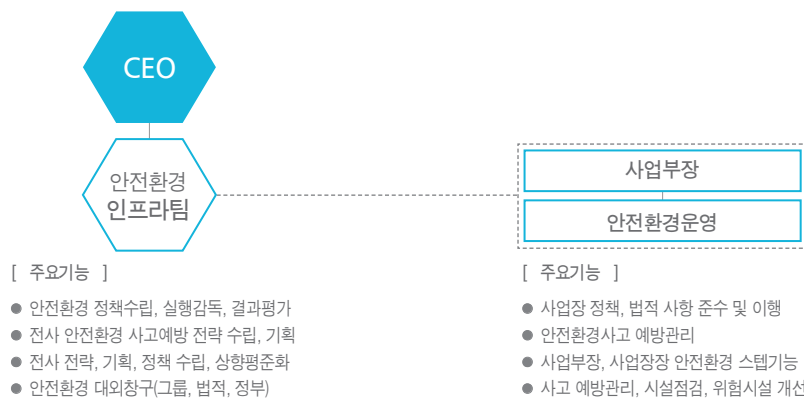 CEO
안전환경
인프라팀
사업부장
안전환경운영
[ 주요기능 ]
● 안전환경 정책수립, 실행감독, 결과평가
● 전사 안전환경 사고예방 전략 수립, 기획
● 전사 전략, 기획, 정책 수립, 상향평준화
● 안전환경 대외창구(그룹, 법적, 정부)
[ 주요기능 ]
● 사업장 정책, 법적 사항 준수 및 이행
● 안전환경사고 예방관리
● 사업부장, 사업장장 안전환경 스텝기능
● 사고 예방관리, 시설점검, 위험시설 개선